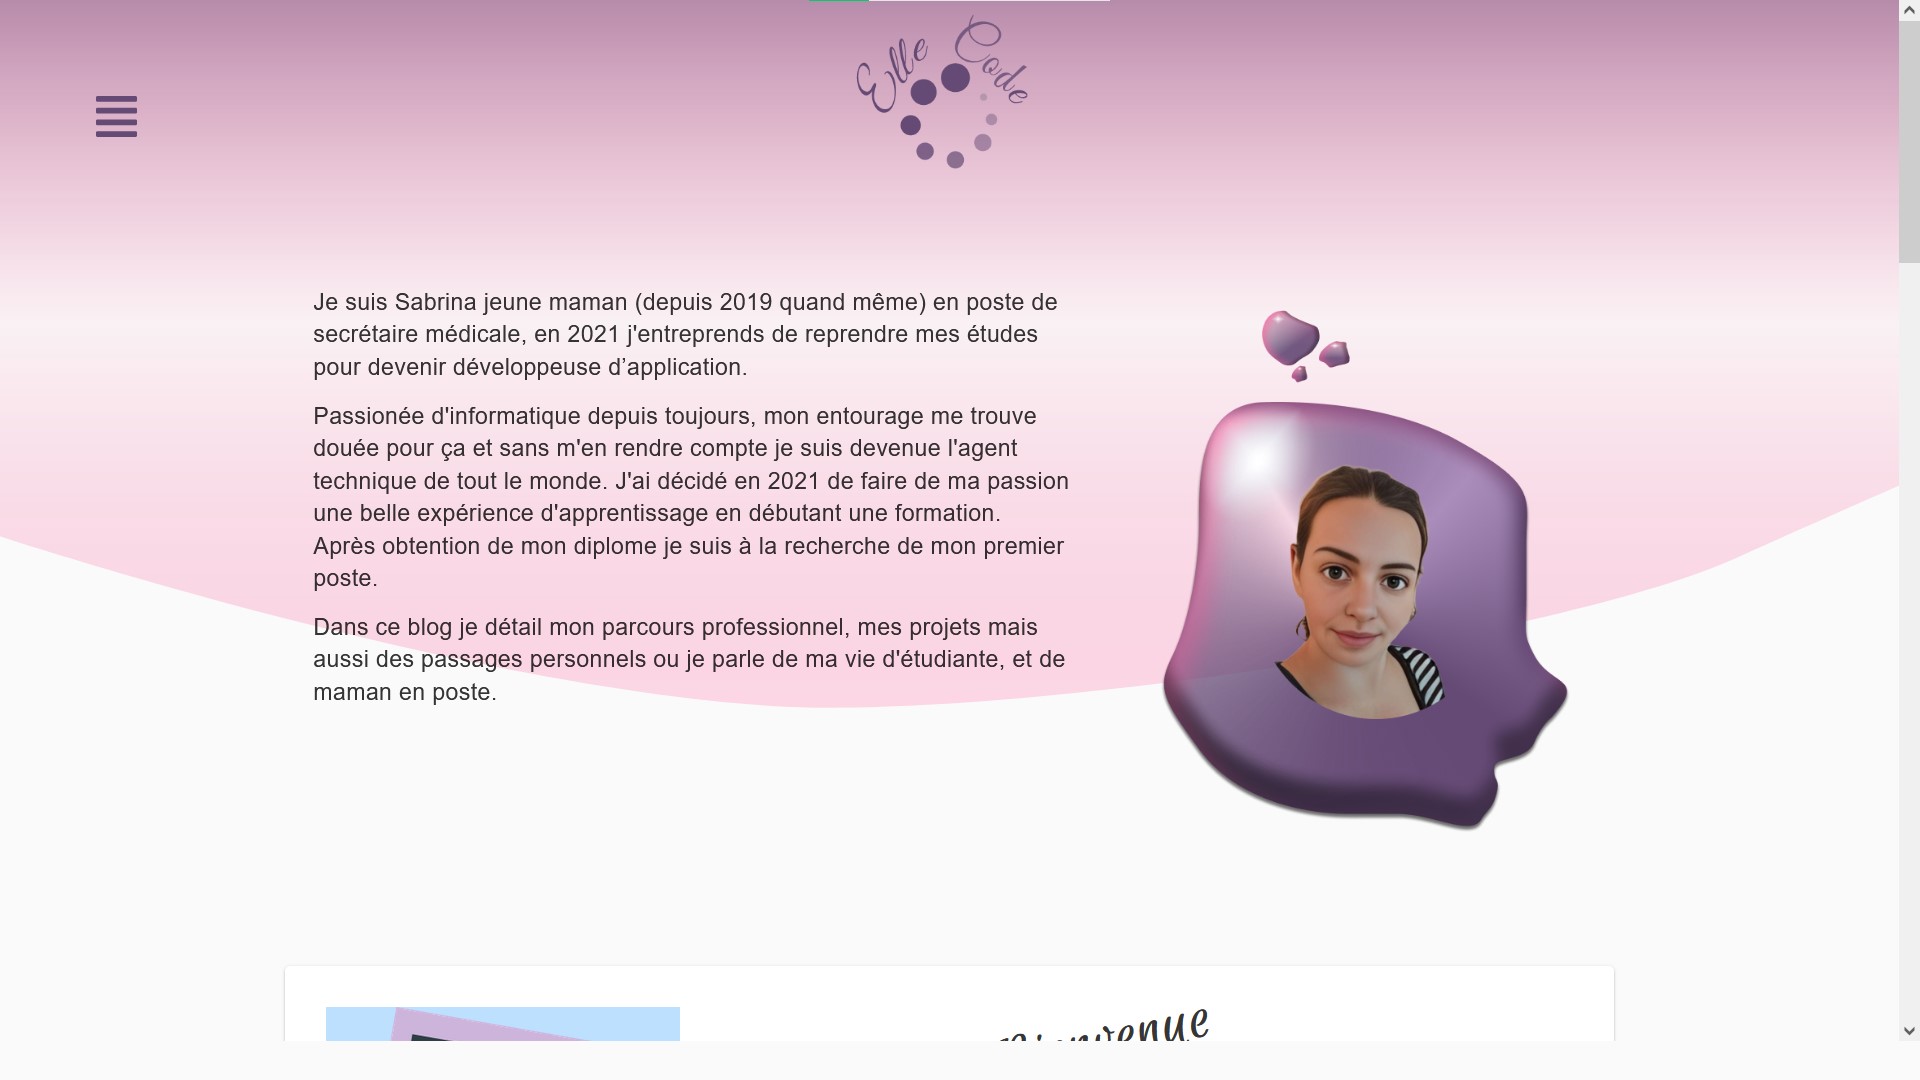 Elle Code
Je suis Sabrina jeune maman (depuis 2019 quand même) en poste de
secrétaire médicale, en 2021 j'entreprends de reprendre mes études
pour devenir développeuse d’application.
Passionée d'informatique depuis toujours, mon entourage me trouve
douée pour ça et sans m'en rendre compte je suis devenue l'agent
technique de tout le monde. J'ai décidé en 2021 de faire de ma passion
une belle expérience d'apprentissage en débutant une formation.
Après obtention de mon diplome je suis à la recherche de mon premier
poste.
Dans ce blog je détail mon parcours professionnel, mes projets mais
aussi des passages personnels ou je parle de ma vie d'étudiante, et de
maman en poste.
Bienvenue